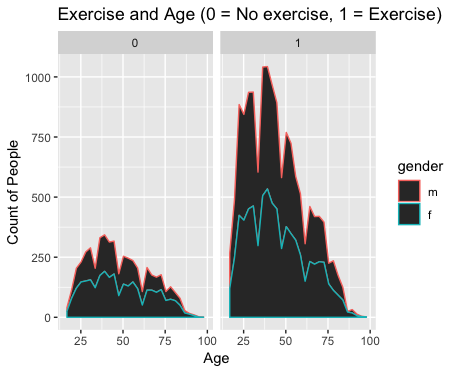 Exercise and Age (0 = No exercise, 1 = Exercise)
0
1
Count of People
1000
750
500
250
0
25
50
75
100
25
50
75
100
Age
gender
m
f